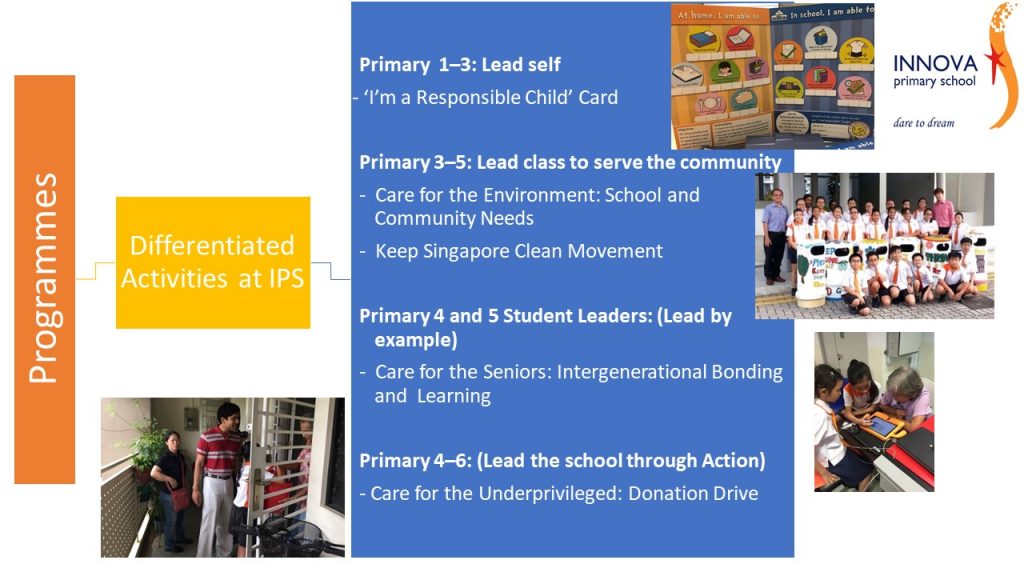 Programmes
Differentiated
Activities at IPS
Primary 1–3: Lead self
- ‘I’m a Responsible Child’ Card
Primary 3–5: Lead class to serve the community
- Care for the Environment: School and
Community Needs
- Keep Singapore Clean Movement
Primary 4 and 5 Student Leaders: (Lead by
example)
- Care for the Seniors: Intergenerational Bonding
and Learning
Primary 4–6: (Lead the school through Action)
- Care for the Underprivileged: Donation Drive
At home, I am able to:
In school, I am able to
INNOVA
primary school
dare to dream